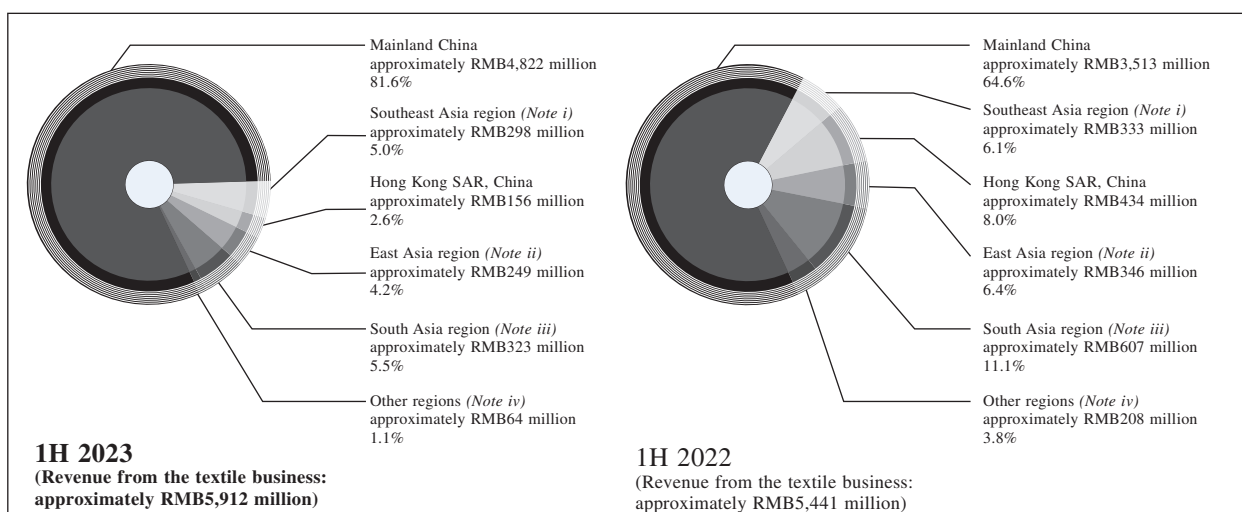 Mainland China
approximately RMB4,822 million
81.6%
Southeast Asia region (Note i)
approximately RMB298 million
5.0%
Hong Kong SAR, China
approximately RMB156 million
2.6%
East Asia region (Note ii)
approximately RMB249 million
4.2%
South Asia region (Note iii)
approximately RMB323 million
5.5%
Other regions (Note iv)
approximately RMB64 million
1.1%
1H 2023
(Revenue from the textile business:
approximately RMB5,912 million)
Mainland China
approximately RMB3,513 million
64.6%
Southeast Asia region (Note i)
approximately RMB333 million
6.1%
Hong Kong SAR, China
approximately RMB434 million
8.0%
East Asia region (Note ii)
approximately RMB346 million
6.4%
South Asia region (Note iii)
approximately RMB607 million
11.1%
Other regions (Note iv)
approximately RMB208 million
3.8%
1H 2022
(Revenue from the textile business:
approximately RMB5,441 million)